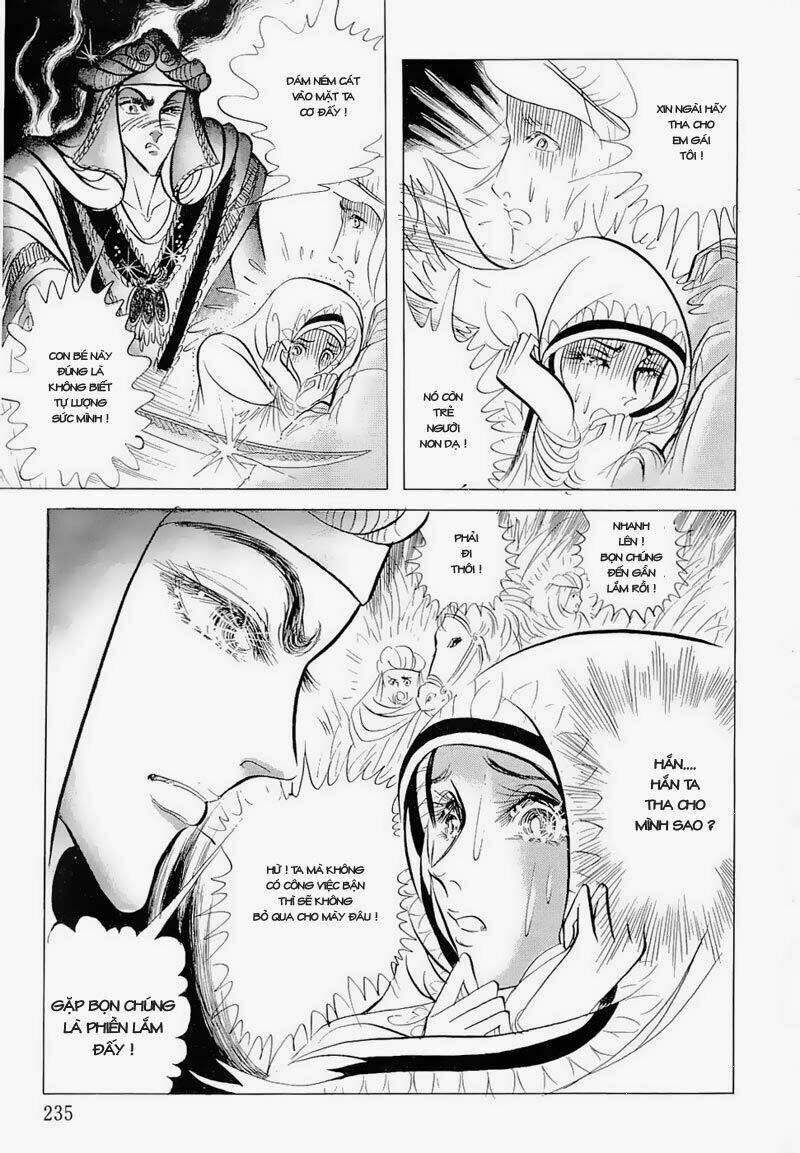 DÁM NÉM CÁT
VÀO MẶT TA
CƠ ĐẤY !
CON BÉ NÀY
ĐÚNG LÀ
KHÔNG BIẾT
TỰ LƯỢNG
SỨC MÌNH !
XIN NGÀI HÃY
THA CHO
EM GÁI
TÔI !
NÓ CÒN
TRẺ
NGƯỜI
NON DẠ !
PHẢI
ĐI
THÔI !
NHANH
LÊN !
BỌN CHÚNG
ĐẾN GẦN
LẮM RỒI !
HẮN....
HẮN TA
THA CHO
MÌNH SAO ?
HỪ ! TA MÀ KHÔNG
CÓ CÔNG VIỆC BẬN
THÌ SẼ KHÔNG
BỎ QUA CHO MÀY ĐÂU !
GẶP BỌN CHÚNG
LÀ PHIỀN LẮM
ĐẤY !
235